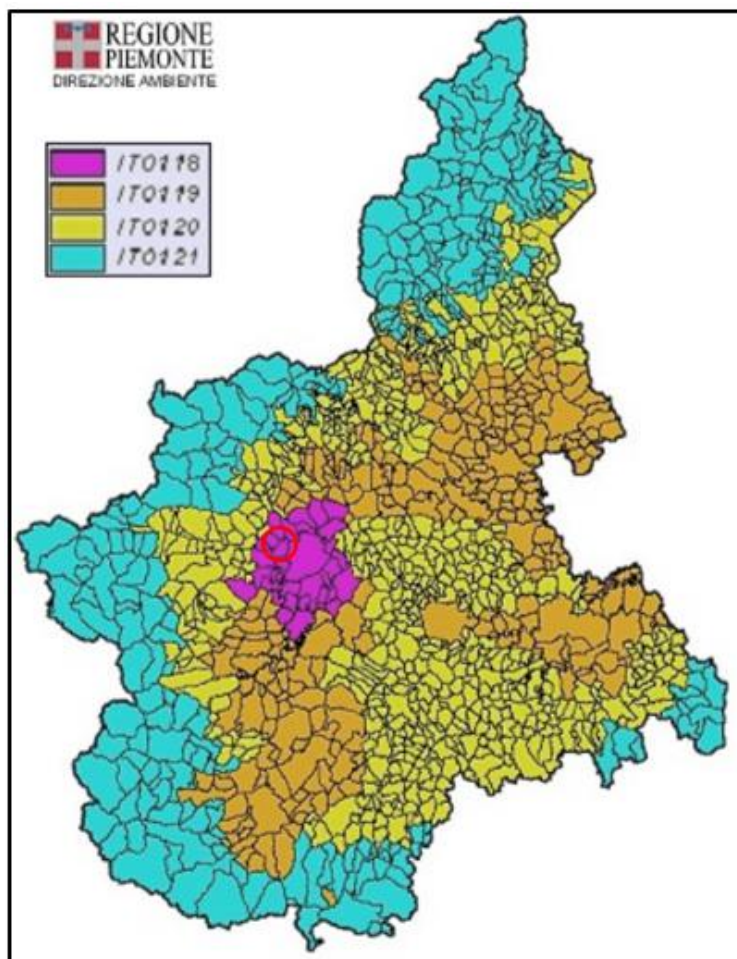 REGIONE
PIEMONTE
DIREZIONE AMBIENTE
IT0118
IT0119
IT0120
IT0121